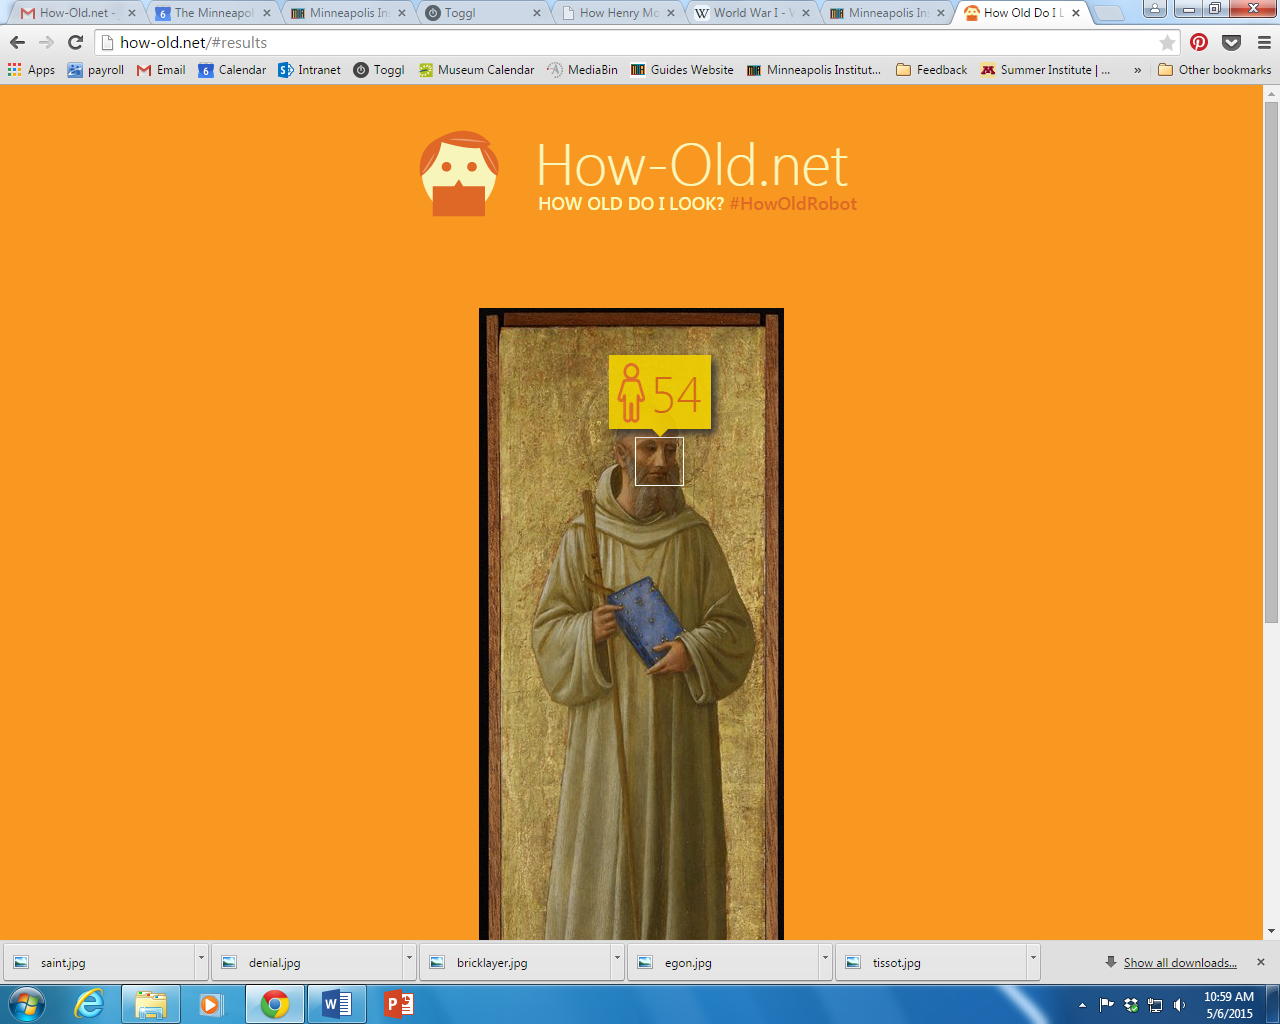 How-Old.net -
The Minneapol
Minneapolis In
Toggl
How Henry Mo
World War I - W
Minneapolis In
How Old Do I L
how-old.net/#results
Apps
payroll
Email
6 Calendar
Intranet
Toggl
Museum Calendar
MediaBin
Guides Website
Minneapolis Institut...
Feedback
Summer Institute | ...
»
Other bookmarks
How-Old.net
HOW OLD DO I LOOK? #HowOldRobot
54
saint.jpg
denial.jpg
bricklayer.jpg
egon.jpg
tissot.jpg
Show all downloads...
10:59 AM
5/6/2015